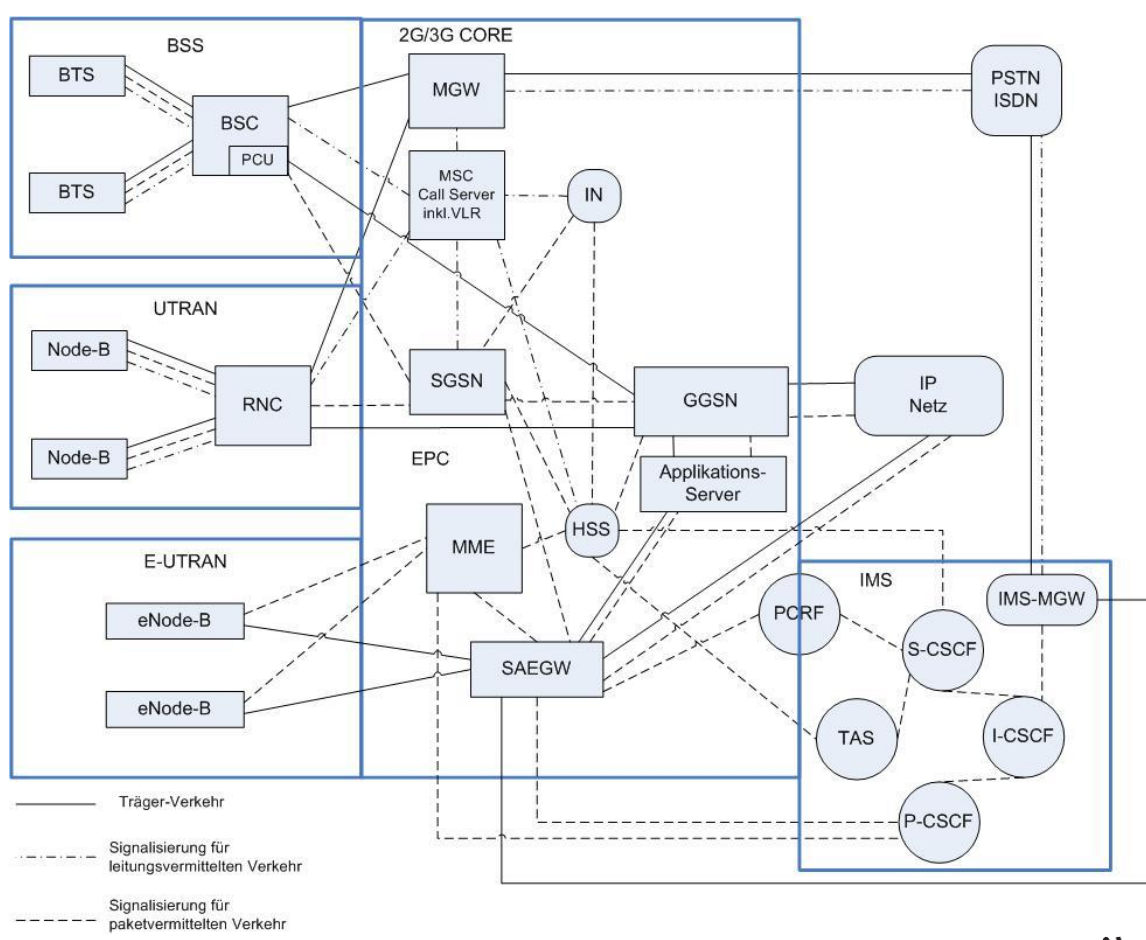 BSS
BTS
BTS
BSC
PCU
2G/3G CORE
MGW
MSC
Call Server
inkl.VLR
IN
PSTN
ISDN
UTRAN
Node-B
Node-B
RNC
SGSN
GGSN
IP
Netz
EPC
Applikations-
Server
MME
HSS
E-UTRAN
eNode-B
eNode-B
SAEGW
IMS
IMS-MGW
PCRF
S-CSCF
TAS
I-CSCF
P-CSCF
Träger-Verkehr
Signalisierung für
leitungsvermittelten Verkehr
Signalisierung für
paketvermittelten Verkehr